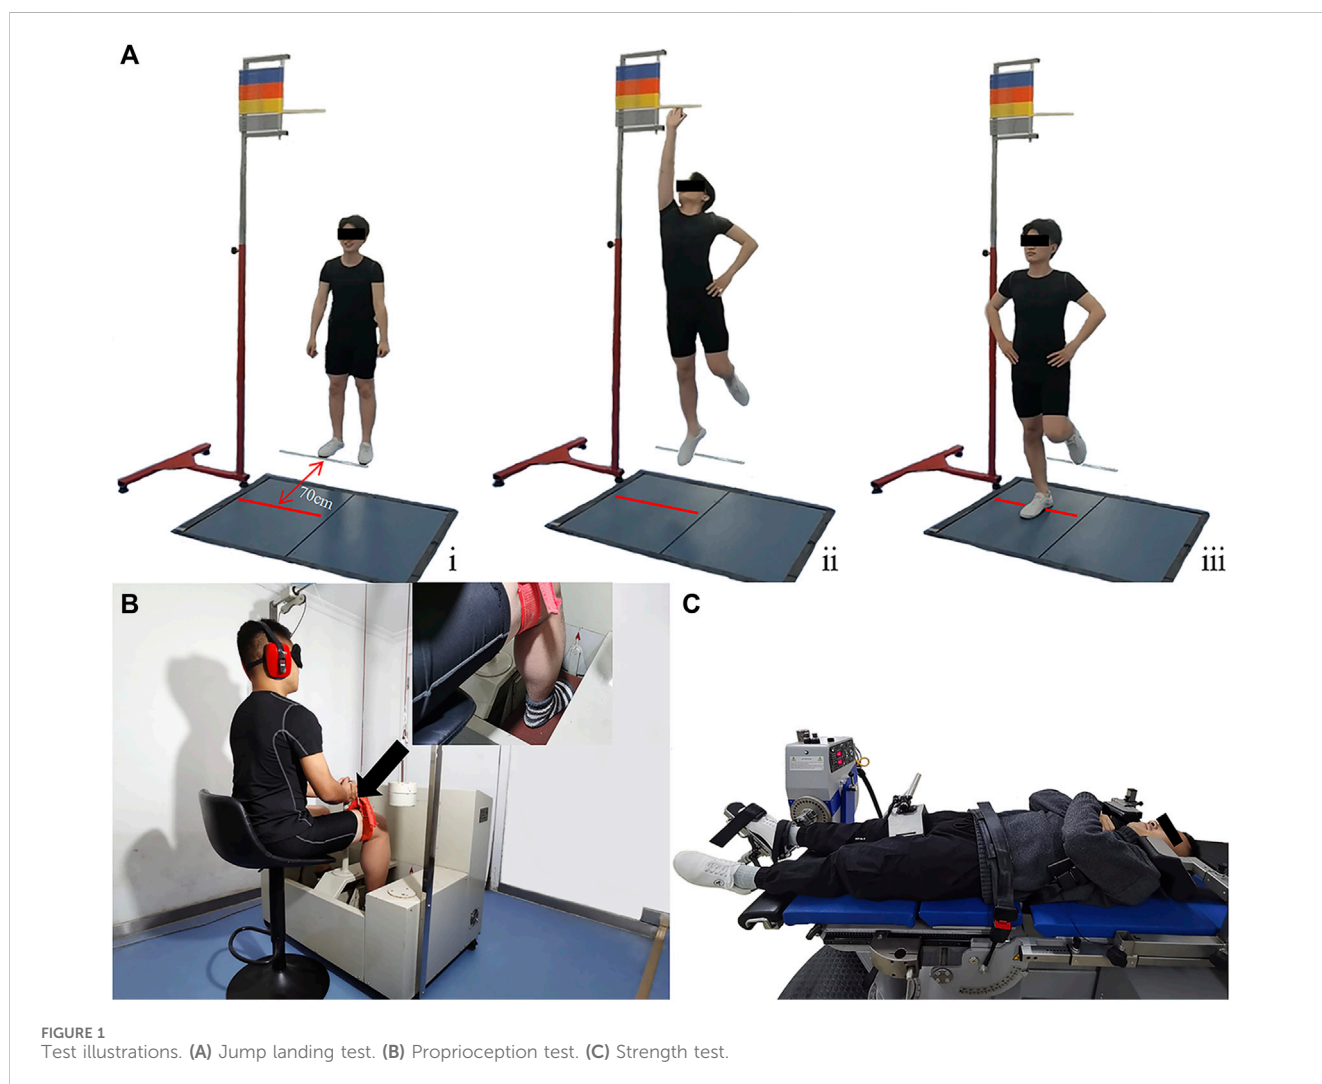 A
70cm
i
ii
iii
B
C
FIGURE 1
Test illustrations. (A) Jump landing test. (B) Proprioception test. (C) Strength test.